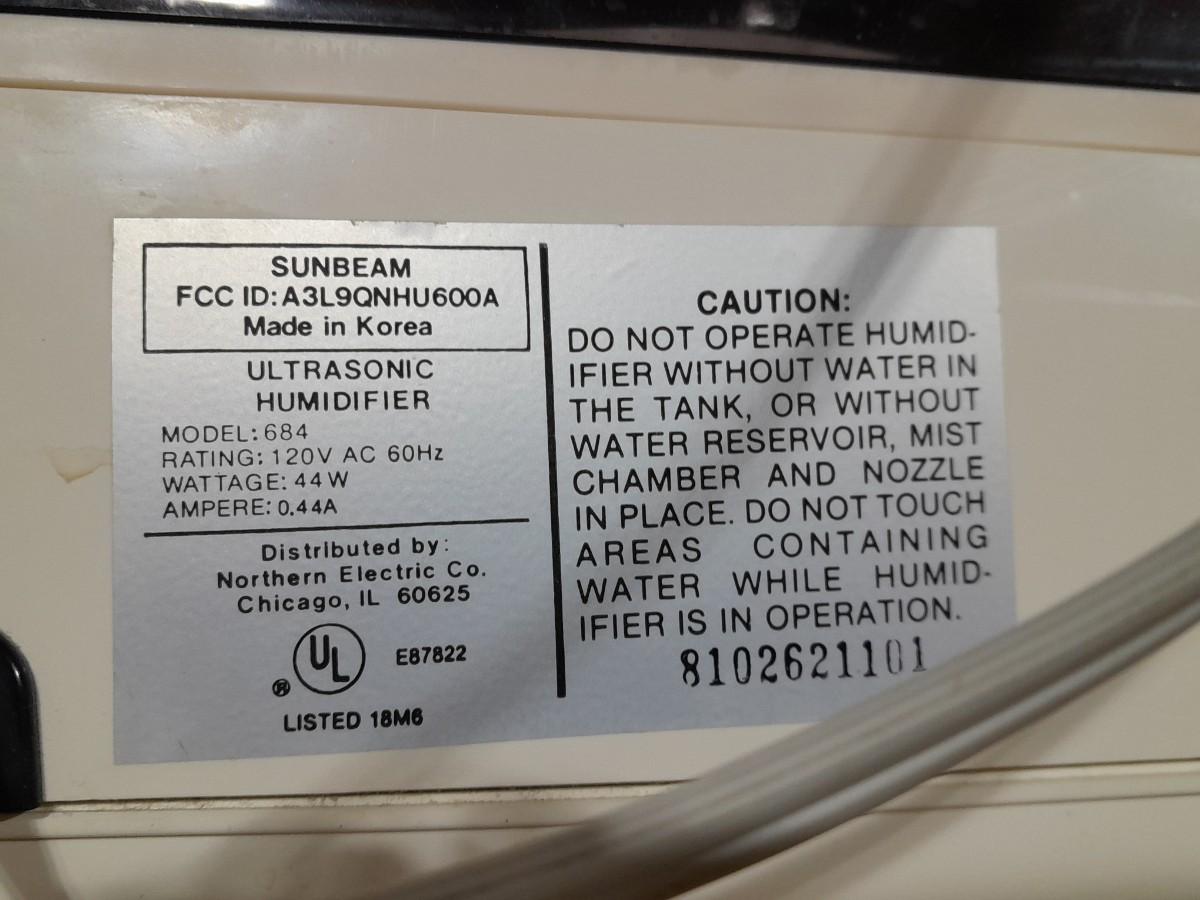 SUNBEAM
FCC ID:A3L9QNHU600A
Made in Korea
ULTRASONIC
HUMIDIFIER
MODEL:684
RATING:120V AC 60Hz
WATTAGE:44W
AMPERE:0.44A
Distributed by:
Northern Electric Co.
Chicago, IL 60625
UL
® E87822
LISTED 18M6
CAUTION:
DO NOT OPERATE HUMID-
IFIER WITHOUT WATER IN
THE TANK, OR WITHOUT
WATER RESERVOIR, MIST
CHAMBER AND NOZZLE
IN PLACE. DO NOT TOUCH
AREAS CONTAINING
WATER WHILE HUMID-
IFIER IS IN OPERATION.
8102621101